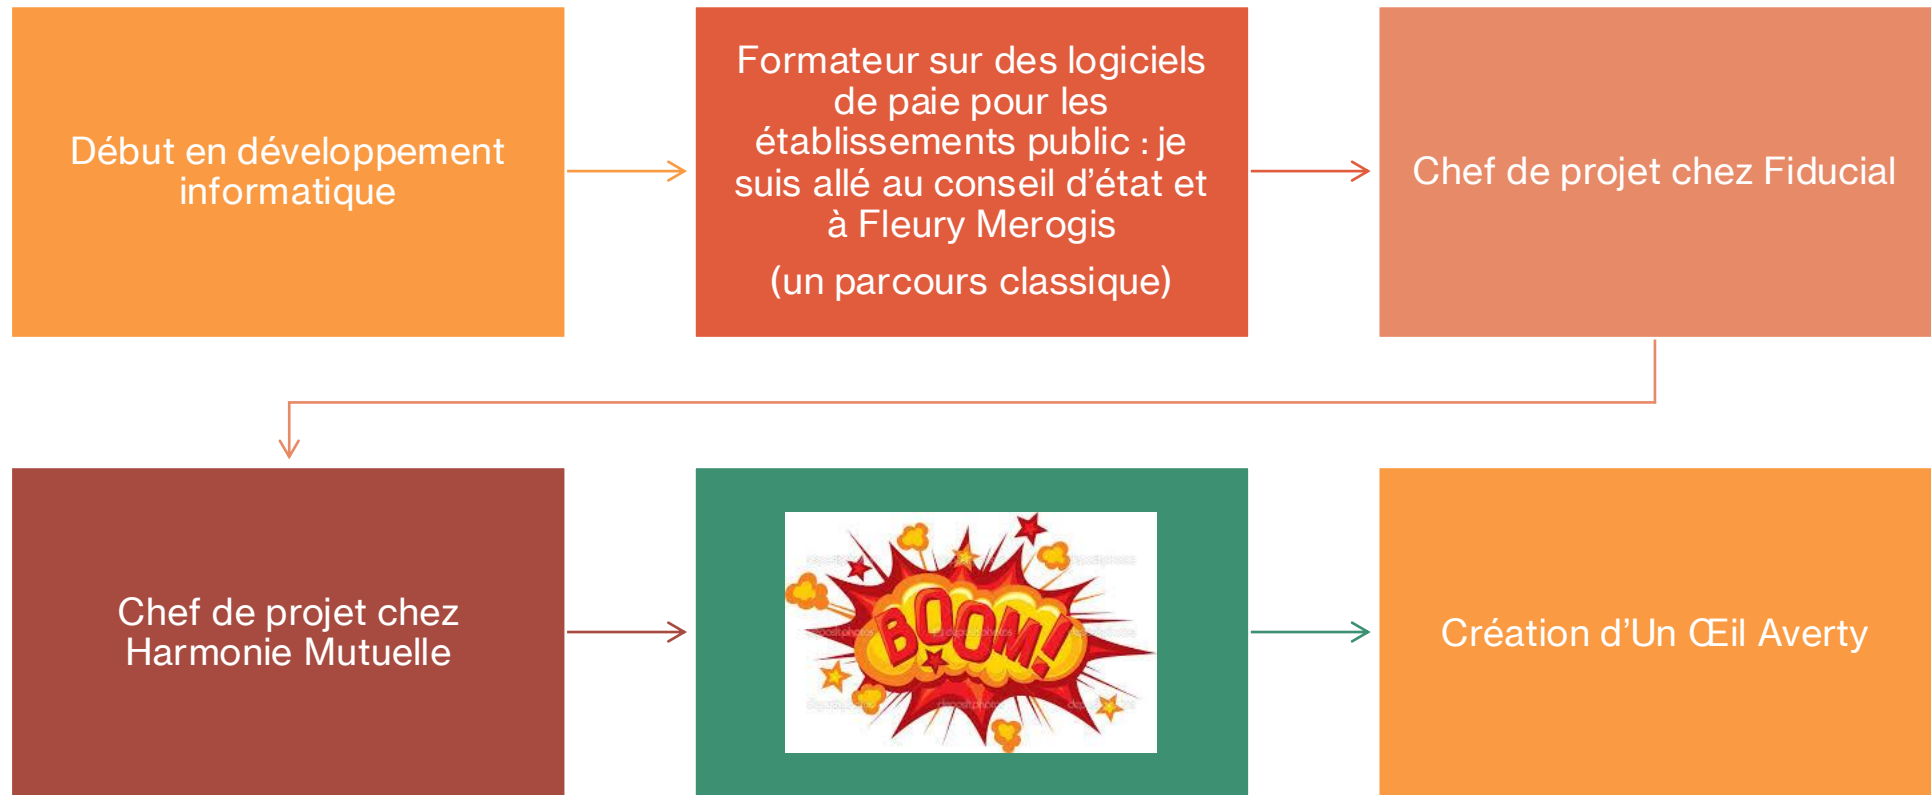 Début en développement
informatique
Formateur sur des logiciels
de paie pour les
établissements public : je
suis allé au conseil d’état et
à Fleury Merogis
(un parcours classique)
Chef de projet chez Fiducial
Chef de projet chez
Harmonie Mutuelle
BOOM!
depositphotos
Création d’Un Œil Averty